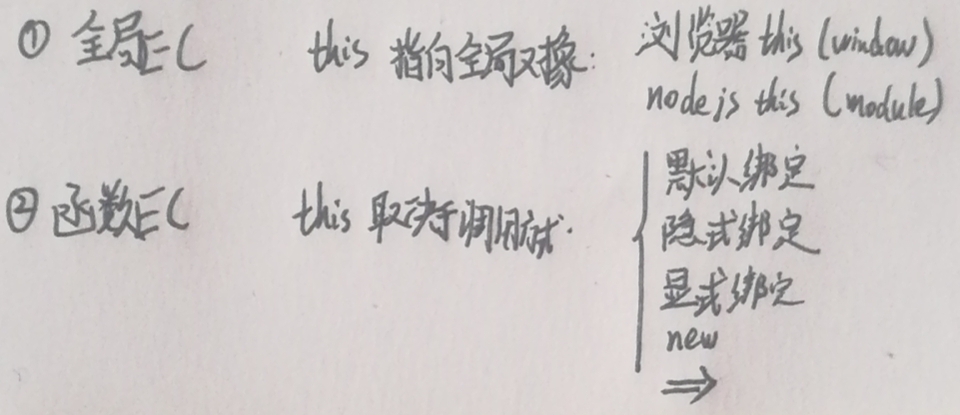 ① 全局EC this 指向全局对象: 浏览器 this (window)
node js this (module)
② 函数EC this 取决于调用方式.
默认绑定
隐式绑定
显式绑定
new
⇒